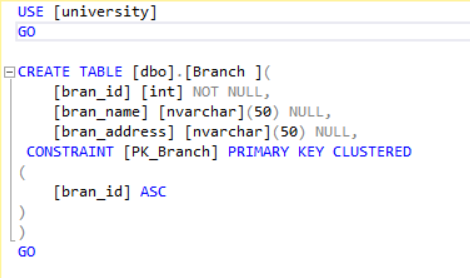 USE [university]
GO
CREATE TABLE [dbo].[Branch ](
[bran_id] [int] NOT NULL,
[bran_name] [nvarchar](50) NULL,
[bran_address] [nvarchar](50) NULL,
CONSTRAINT [PK_Branch] PRIMARY KEY CLUSTERED
(
[bran_id] ASC
)
)
GO